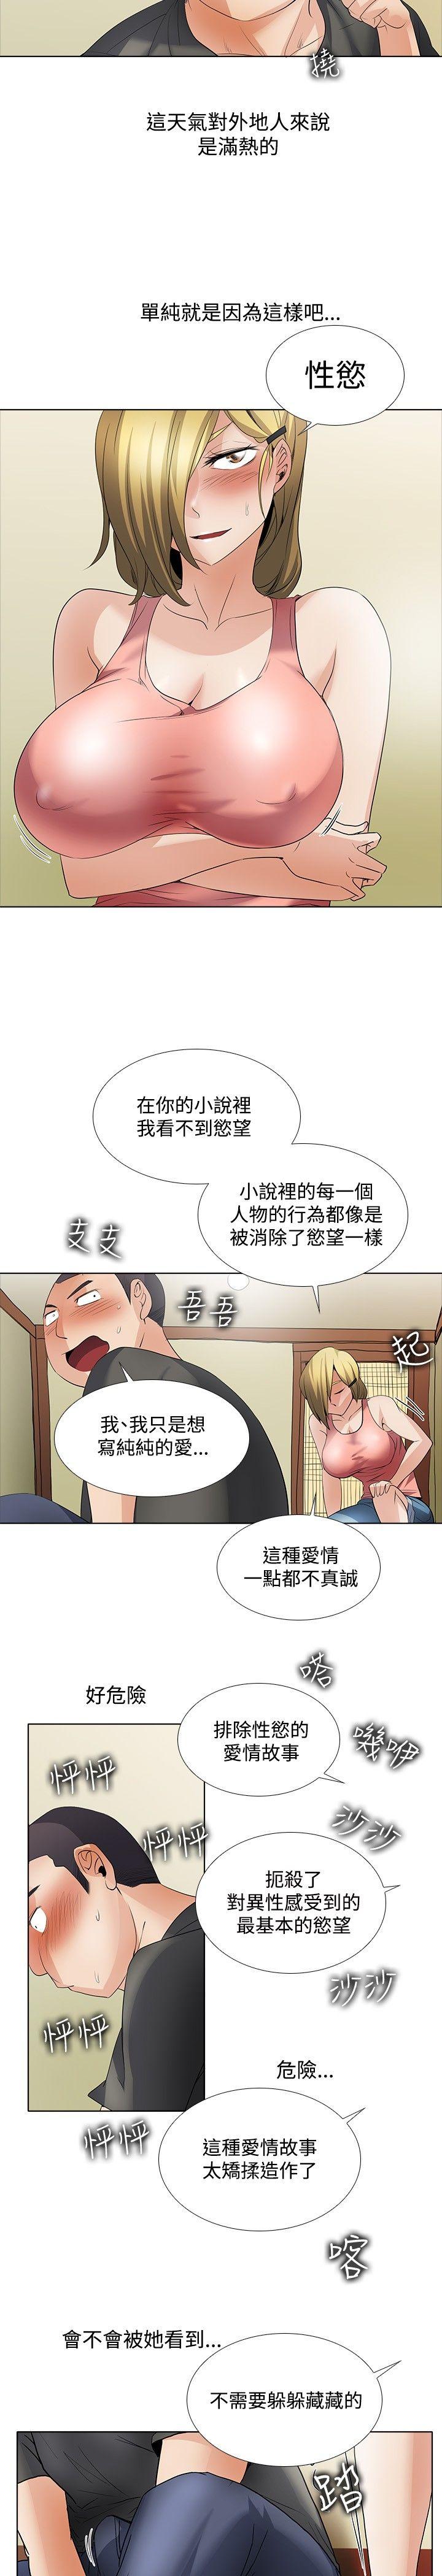 撓
這天氣對外地人來說
是滿熱的
單純就是因為這樣吧...
性慾
在你的小說裡
我看不到慾望
小說裡的每一個
人物的行為都像是
被消除了慾望一樣
支支
吾吾
起
我、我只是想
寫純純的愛...
這種愛情
一點都不真誠
嗒
好危險
排除性慾的
愛情故事
嘰咿
怦怦
怦怦
沙沙
扼殺了
對異性感受到的
最基本的慾望
沙沙
怦怦
危險...
怦怦
這種愛情故事
太矯揉造作了
喀
會不會被她看到...
不需要躲躲藏藏的
踏